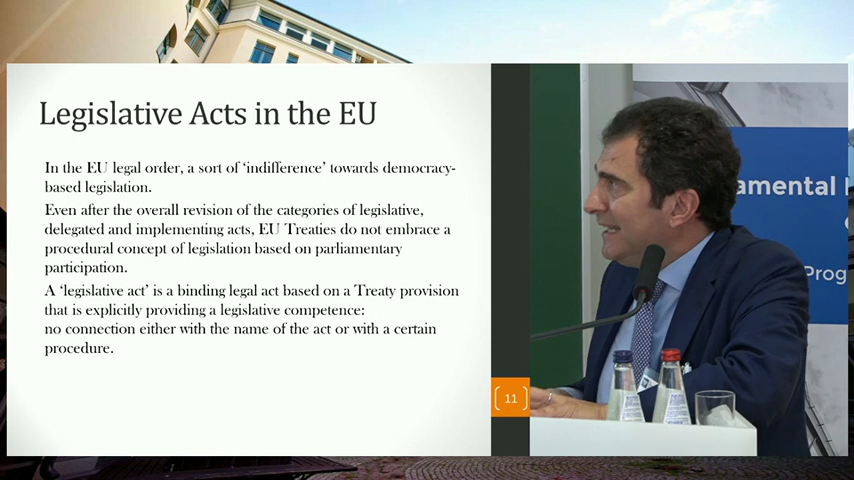 Legislative Acts in the EU
In the EU legal order, a sort of ‘indifference’ towards democracy-
based legislation.
Even after the overall revision of the categories of legislative,
delegated and implementing acts, EU Treaties do not embrace a
procedural concept of legislation based on parliamentary
participation.
A ‘legislative act’ is a binding legal act based on a Treaty provision
that is explicitly providing a legislative competence:
no connection either with the name of the act or with a certain
procedure.
11
amental
Prog